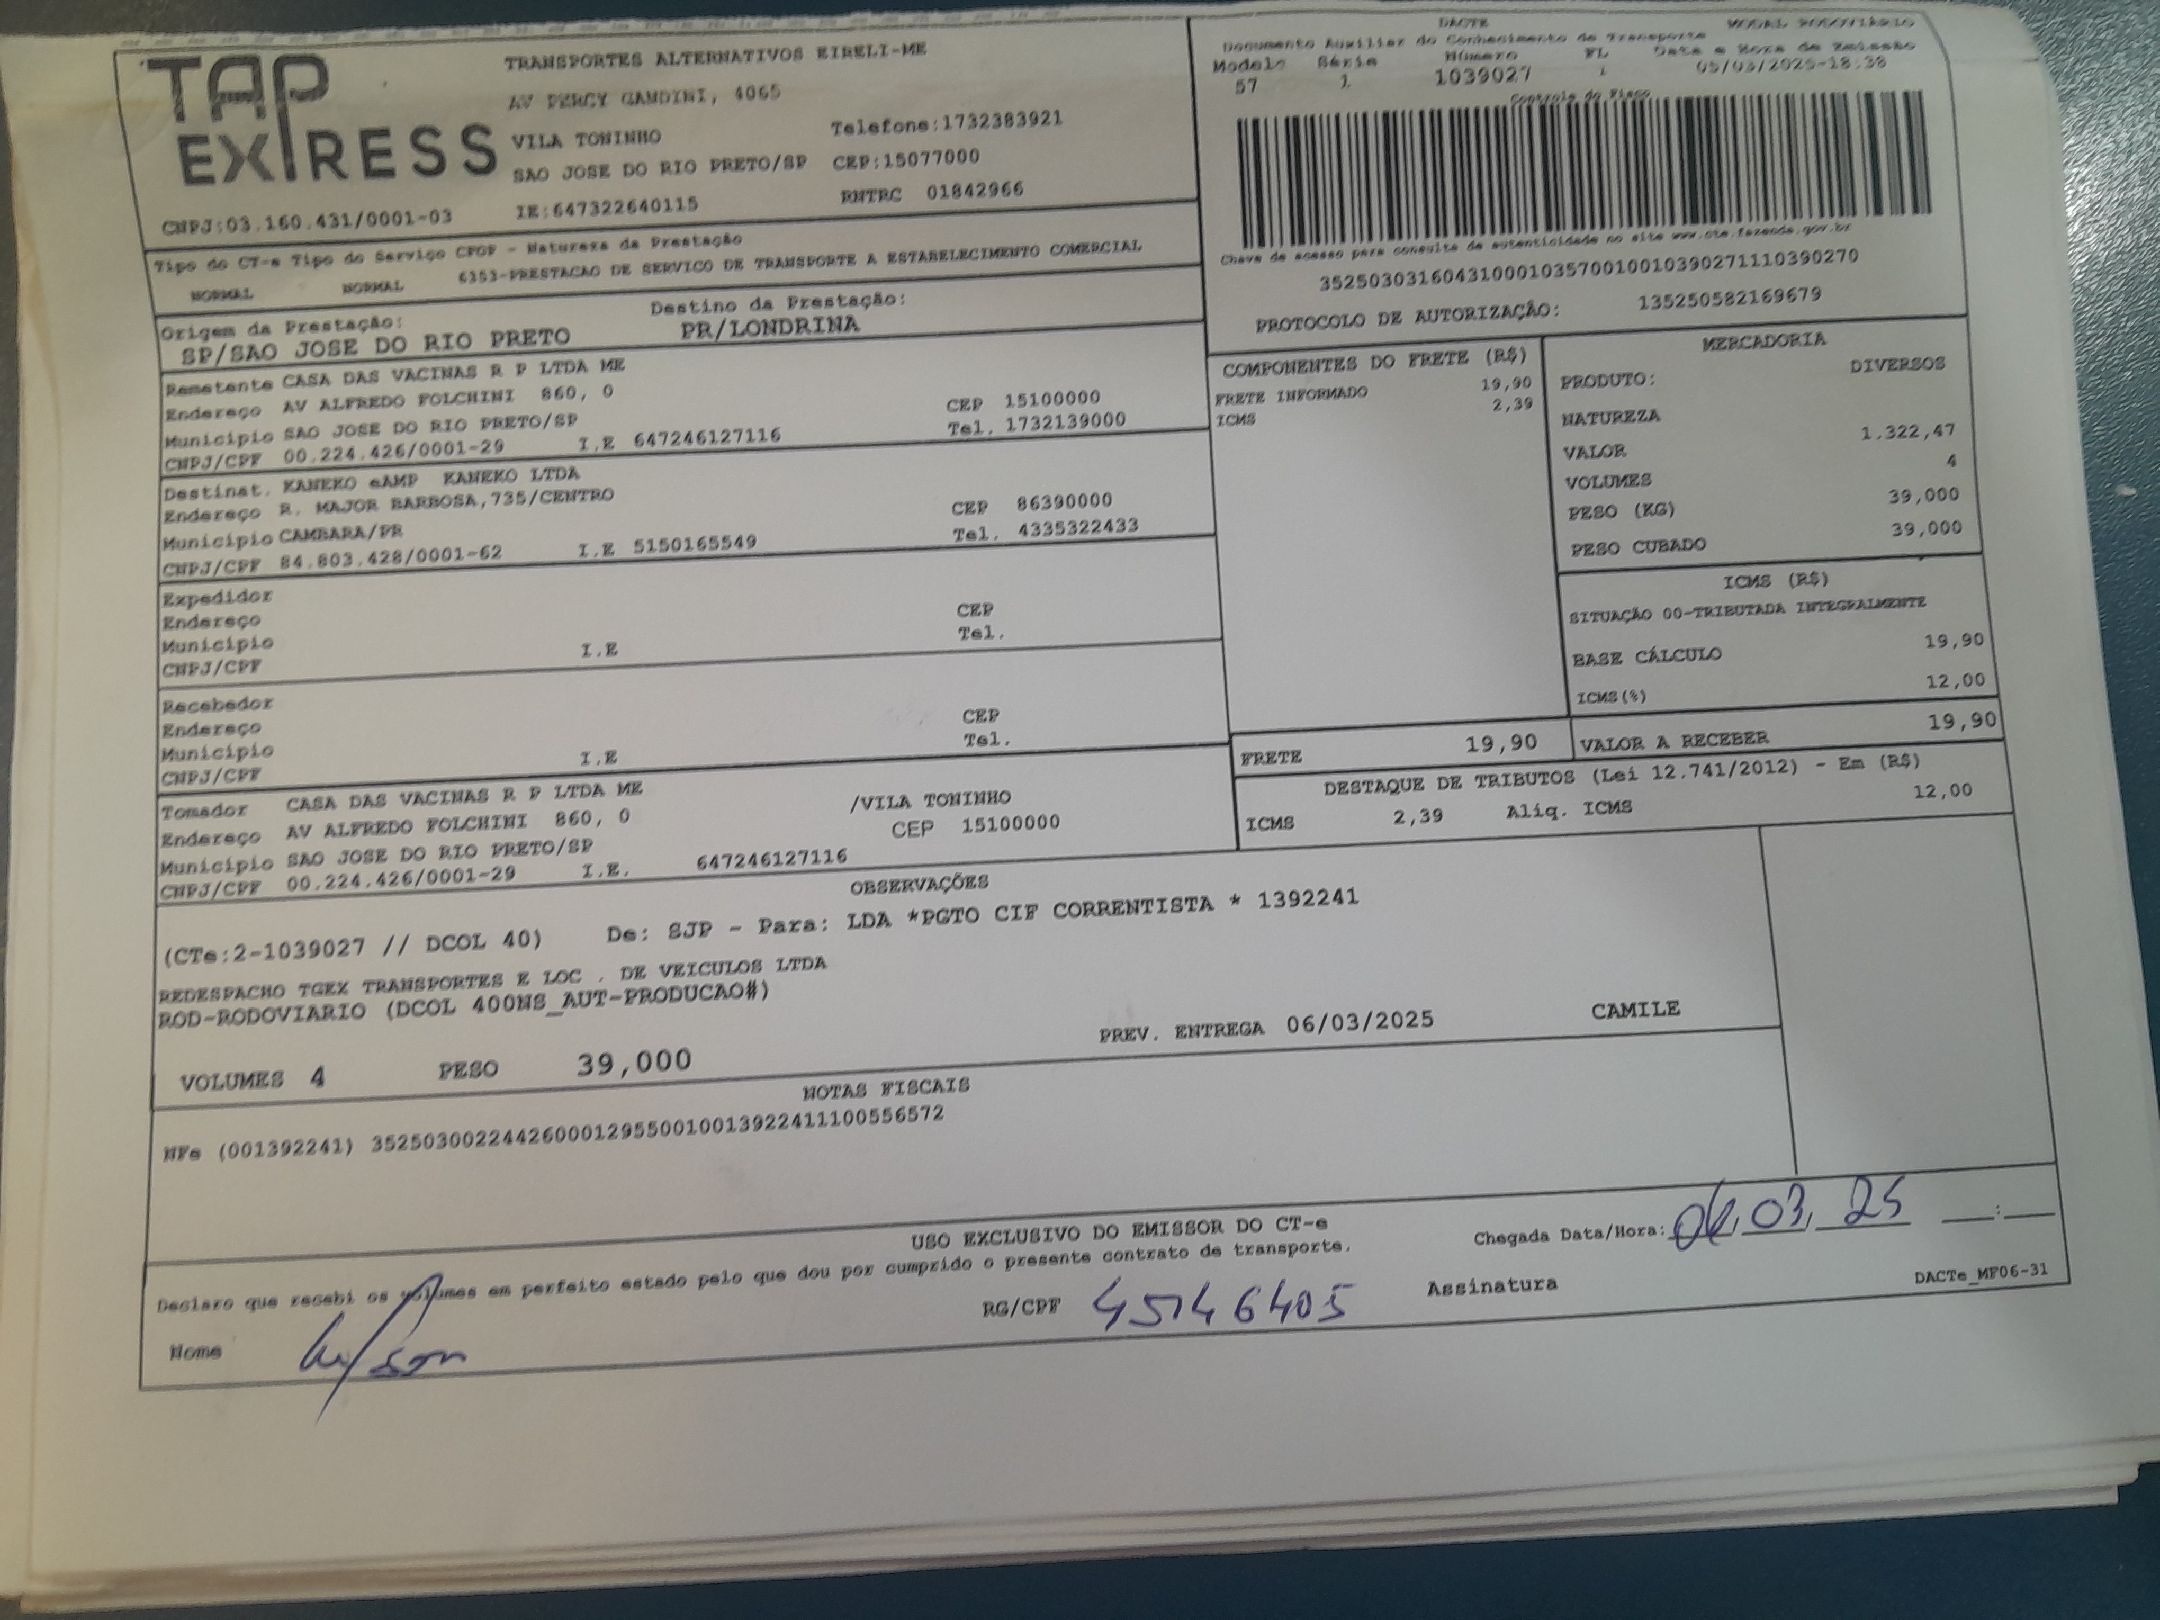 TAP EXPRESS
TRANSPORTES ALTERNATIVOS EIRELI-ME
AV PERCY GANDINI, 4065
VILA TONINHO Telefone:1732383921
SAO JOSE DO RIO PRETO/SP CEP:15077000
CNPJ:03.160.431/0001-03 IE:647322640115 RNTRC 01842966
DACTE MODAL RODOVIÁRIO
Documento Auxiliar do Conhecimento de Transporte
Modelo Série Número FL Data e Hora de Emissão
57 1 1039027 1 05/03/2025-18:38
Controle do Fisco
Chave de acesso para consulta de autenticidade no site www.cte.fazenda.gov.br
35250303160431000103570010010390271110390270
PROTOCOLO DE AUTORIZAÇÃO: 135250582169679
Tipo do CT-e Tipo do Serviço CFOP - Natureza da Prestação
NORMAL NORMAL 6353-PRESTACAO DE SERVICO DE TRANSPORTE A ESTABELECIMENTO COMERCIAL
Origem da Prestação: Destino da Prestação:
SP/SAO JOSE DO RIO PRETO PR/LONDRINA
Remetente CASA DAS VACINAS R P LTDA ME
Endereço AV ALFREDO FOLCHINI 860, 0 CEP 15100000
Município SAO JOSE DO RIO PRETO/SP Tel. 1732139000
CNPJ/CPF 00.224.426/0001-29 I.E 647246127116
Destinat. KANEKO eAMP KANEKO LTDA
Endereço R. MAJOR BARBOSA,735/CENTRO CEP 86390000
Município CAMBARA/PR Tel. 4335322433
CNPJ/CPF 84.803.428/0001-62 I.E 5150165549
Expedidor
Endereço CEP
Município Tel.
CNPJ/CPF I.E
Recebedor
Endereço CEP
Município Tel.
CNPJ/CPF I.E
Tomador CASA DAS VACINAS R P LTDA ME
Endereço AV ALFREDO FOLCHINI 860, 0 /VILA TONINHO
Município SAO JOSE DO RIO PRETO/SP CEP 15100000
CNPJ/CPF 00.224.426/0001-29 I.E. 647246127116
COMPONENTES DO FRETE (R$)
FRETE INFORMADO 19,90
ICMS 2,39
MERCADORIA
PRODUTO: DIVERSOS
NATUREZA
VALOR 1.322,47
VOLUMES 4
PESO (KG) 39,000
PESO CUBADO 39,000
ICMS (R$)
SITUAÇÃO 00-TRIBUTADA INTEGRALMENTE
BASE CÁLCULO 19,90
ICMS(%) 12,00
FRETE 19,90 VALOR A RECEBER 19,90
DESTAQUE DE TRIBUTOS (Lei 12.741/2012) - Em (R$)
ICMS 2,39 Aliq. ICMS 12,00
OBSERVAÇÕES
(CTe:2-1039027 // DCOL 40) De: SJP - Para: LDA *PGTO CIF CORRENTISTA * 1392241
REDESPACHO TGEX TRANSPORTES E LOC . DE VEICULOS LTDA
ROD-RODOVIARIO (DCOL 400NS_AUT-PRODUCAO#)
PREV. ENTREGA 06/03/2025 CAMILE
VOLUMES 4 PESO 39,000
NOTAS FISCAIS
NFe (001392241) 35250300224426000129550010013922411100556572
USO EXCLUSIVO DO EMISSOR DO CT-e
Declaro que recebi os volumes em perfeito estado pelo que dou por cumprido o presente contrato de transporte.
Chegada Data/Hora: 03 25 :
Nome RG/CPF 45146405 Assinatura
DACTe_MF06-31